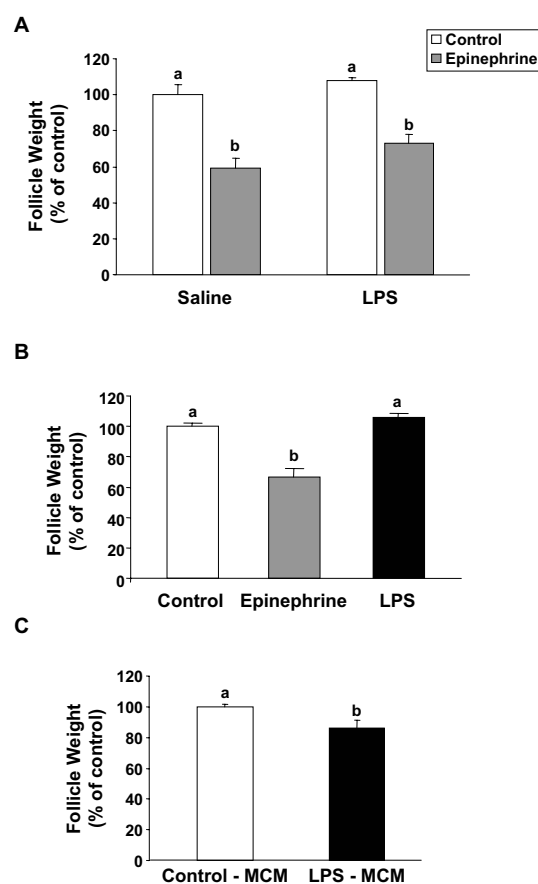 A
Control
Epinephrine
Follicle Weight
(% of control)
120
100
80
60
40
20
0
a
b
a
b
Saline LPS
B
Follicle Weight
(% of control)
120
100
80
60
40
20
0
a
b
a
Control Epinephrine LPS
C
Follicle Weight
(% of control)
120
100
80
60
40
20
0
a
b
Control - MCM LPS - MCM